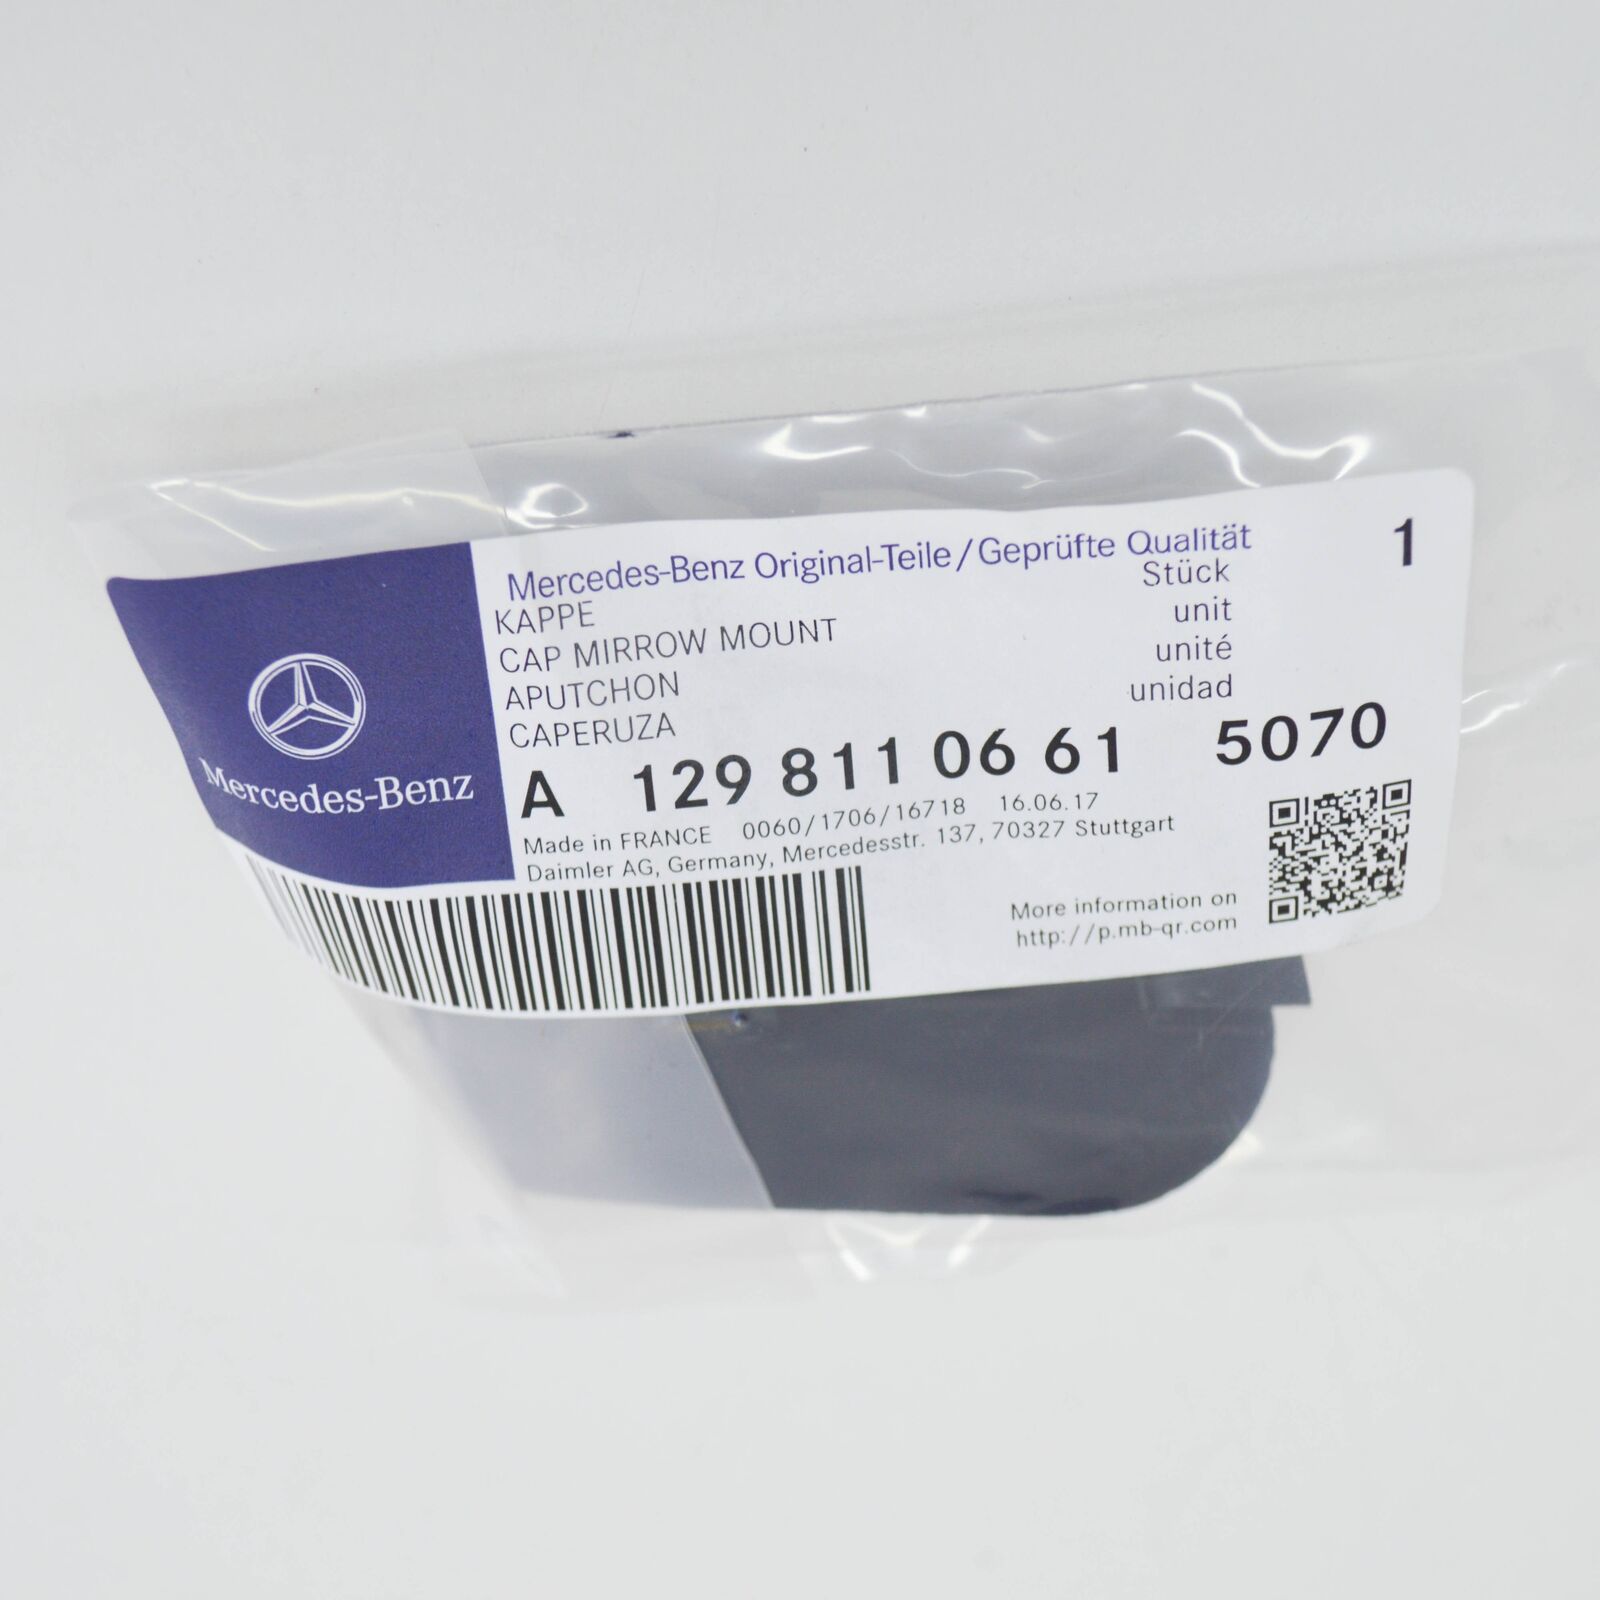 Mercedes-Benz
Mercedes-Benz Original-Teile/Geprüfte Qualität
KAPPE
CAP MIRROW MOUNT
APUTCHON
CAPERUZA
Stück
unit
unité
unidad
1
A 129 811 06 61 5070
Made in FRANCE 0060/1706/16718 16.06.17
Daimler AG, Germany, Mercedesstr. 137, 70327 Stuttgart
More information on
http://p.mb-qr.com